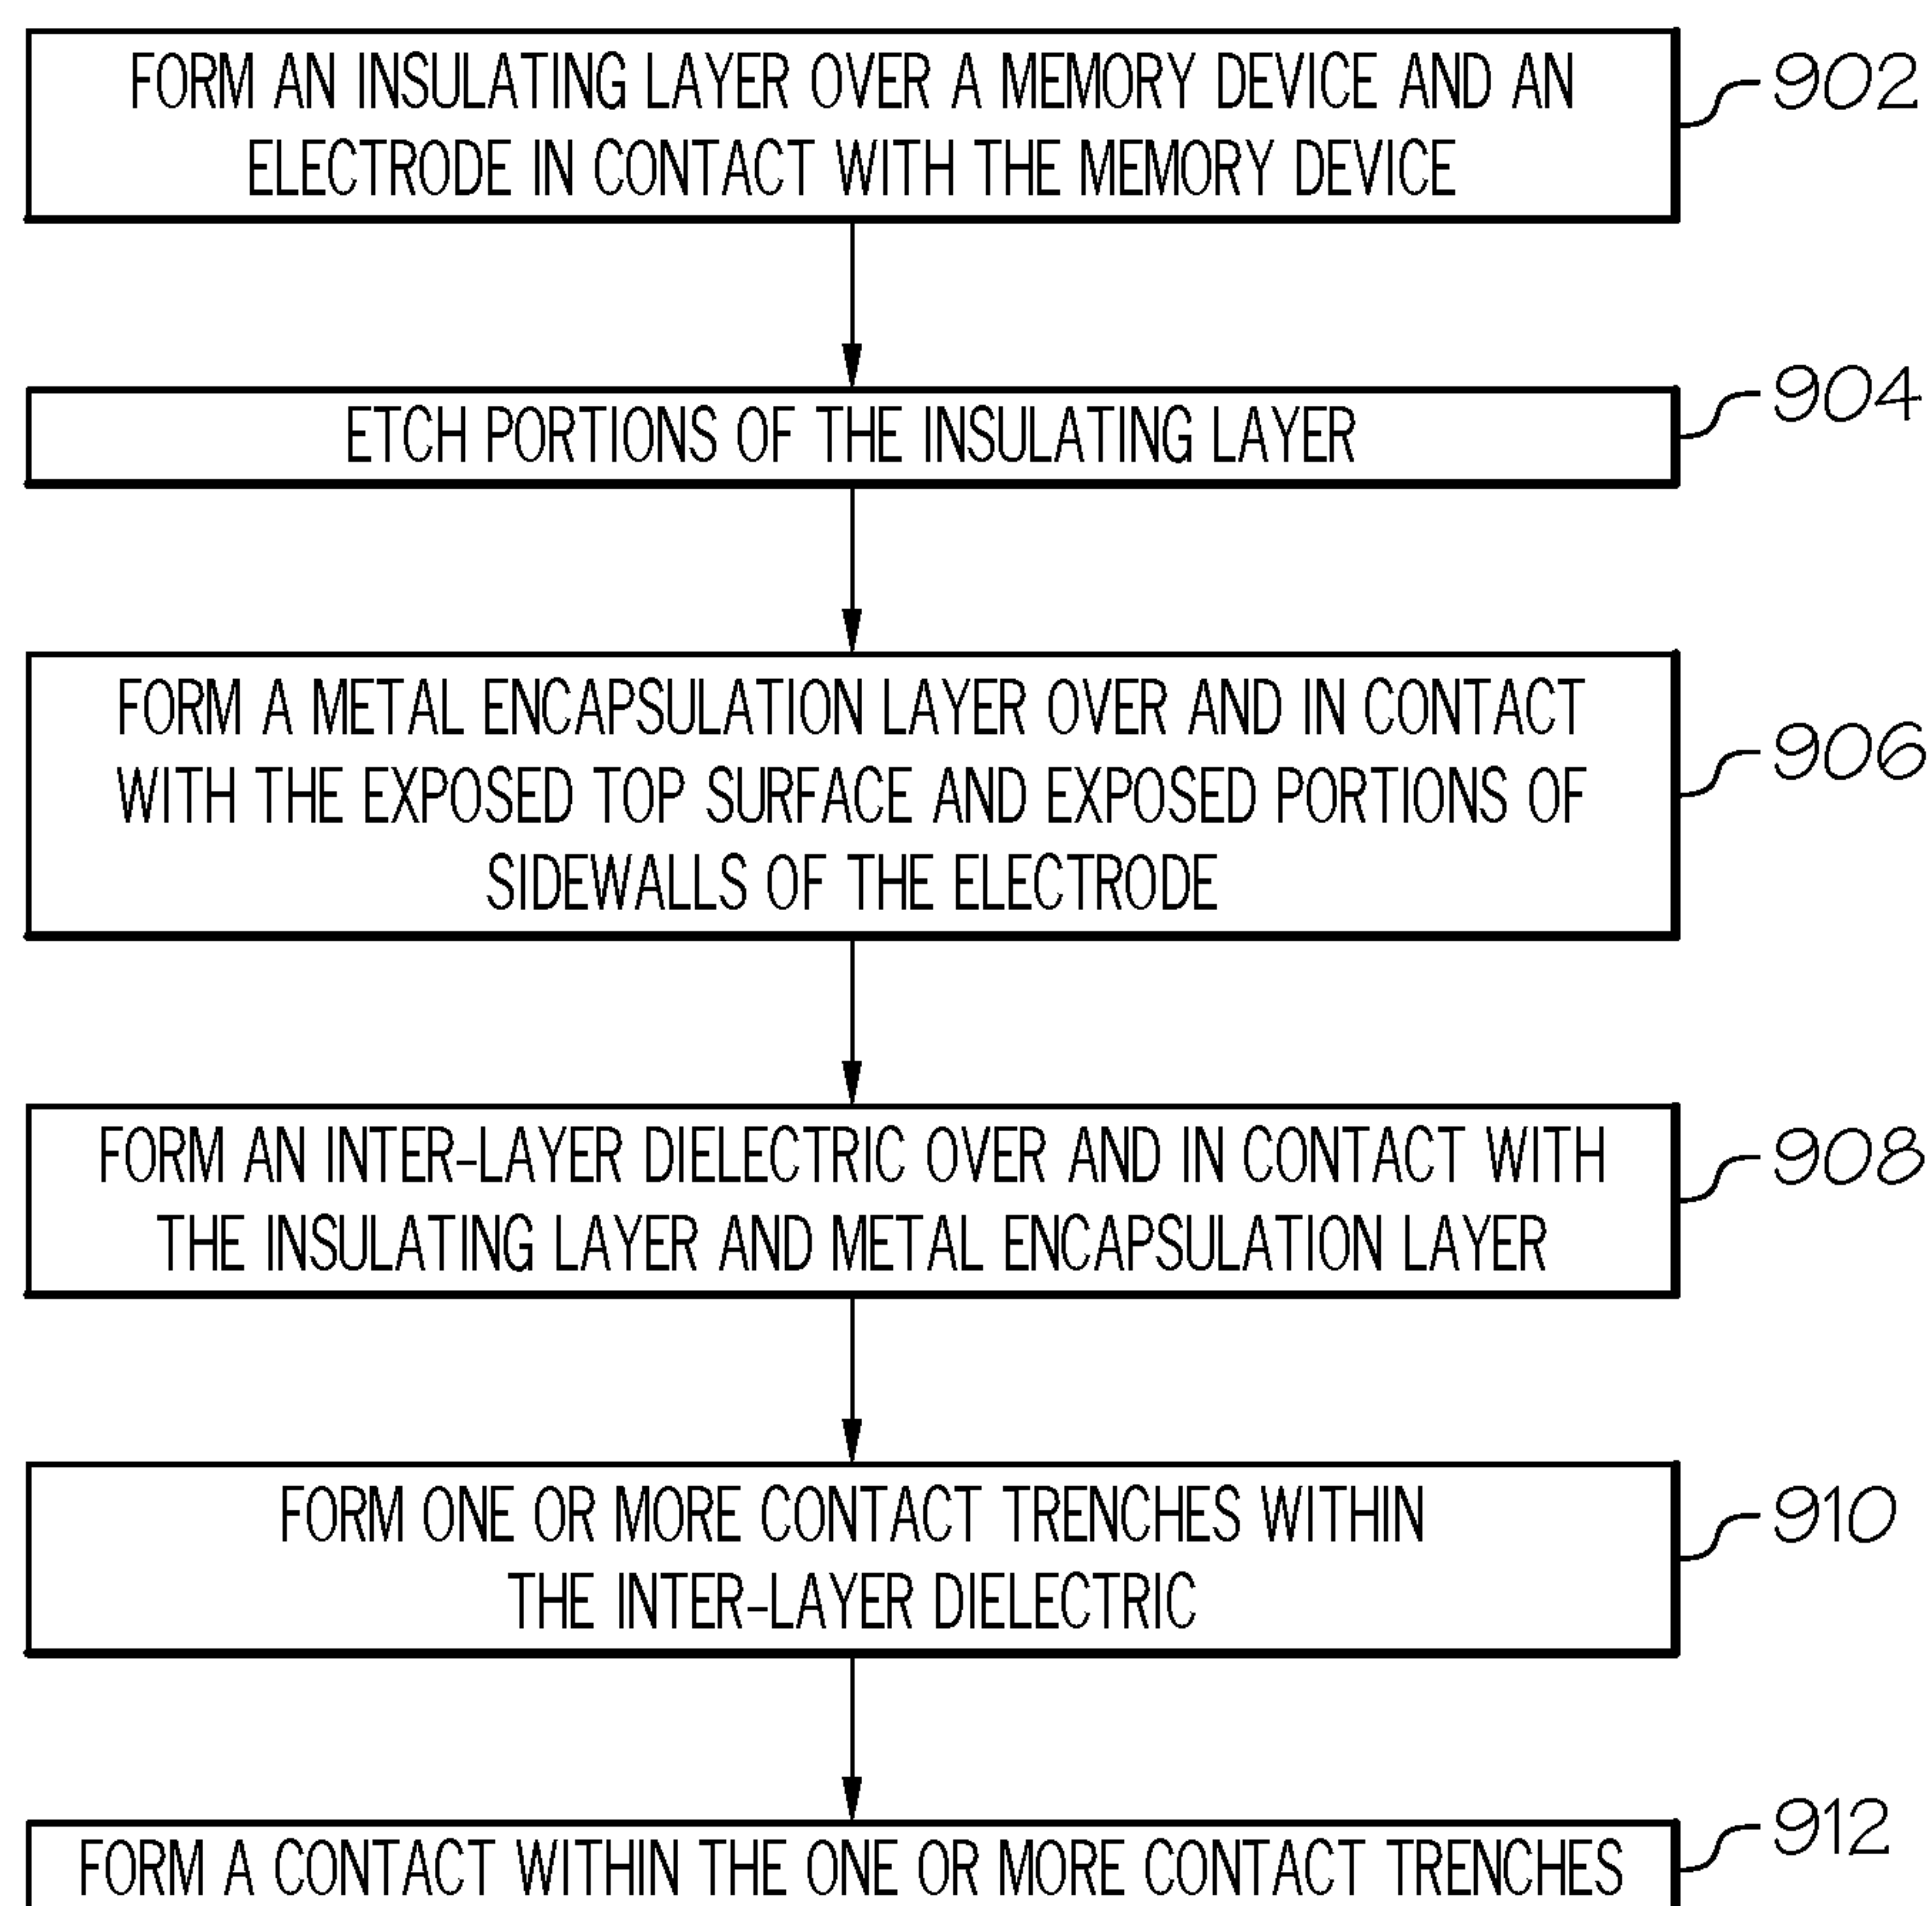 FORM AN INSULATING LAYER OVER A MEMORY DEVICE AND AN
ELECTRODE IN CONTACT WITH THE MEMORY DEVICE
902
ETCH PORTIONS OF THE INSULATING LAYER
904
FORM A METAL ENCAPSULATION LAYER OVER AND IN CONTACT
WITH THE EXPOSED TOP SURFACE AND EXPOSED PORTIONS OF
SIDEWALLS OF THE ELECTRODE
906
FORM AN INTER-LAYER DIELECTRIC OVER AND IN CONTACT WITH
THE INSULATING LAYER AND METAL ENCAPSULATION LAYER
908
FORM ONE OR MORE CONTACT TRENCHES WITHIN
THE INTER-LAYER DIELECTRIC
910
FORM A CONTACT WITHIN THE ONE OR MORE CONTACT TRENCHES
912